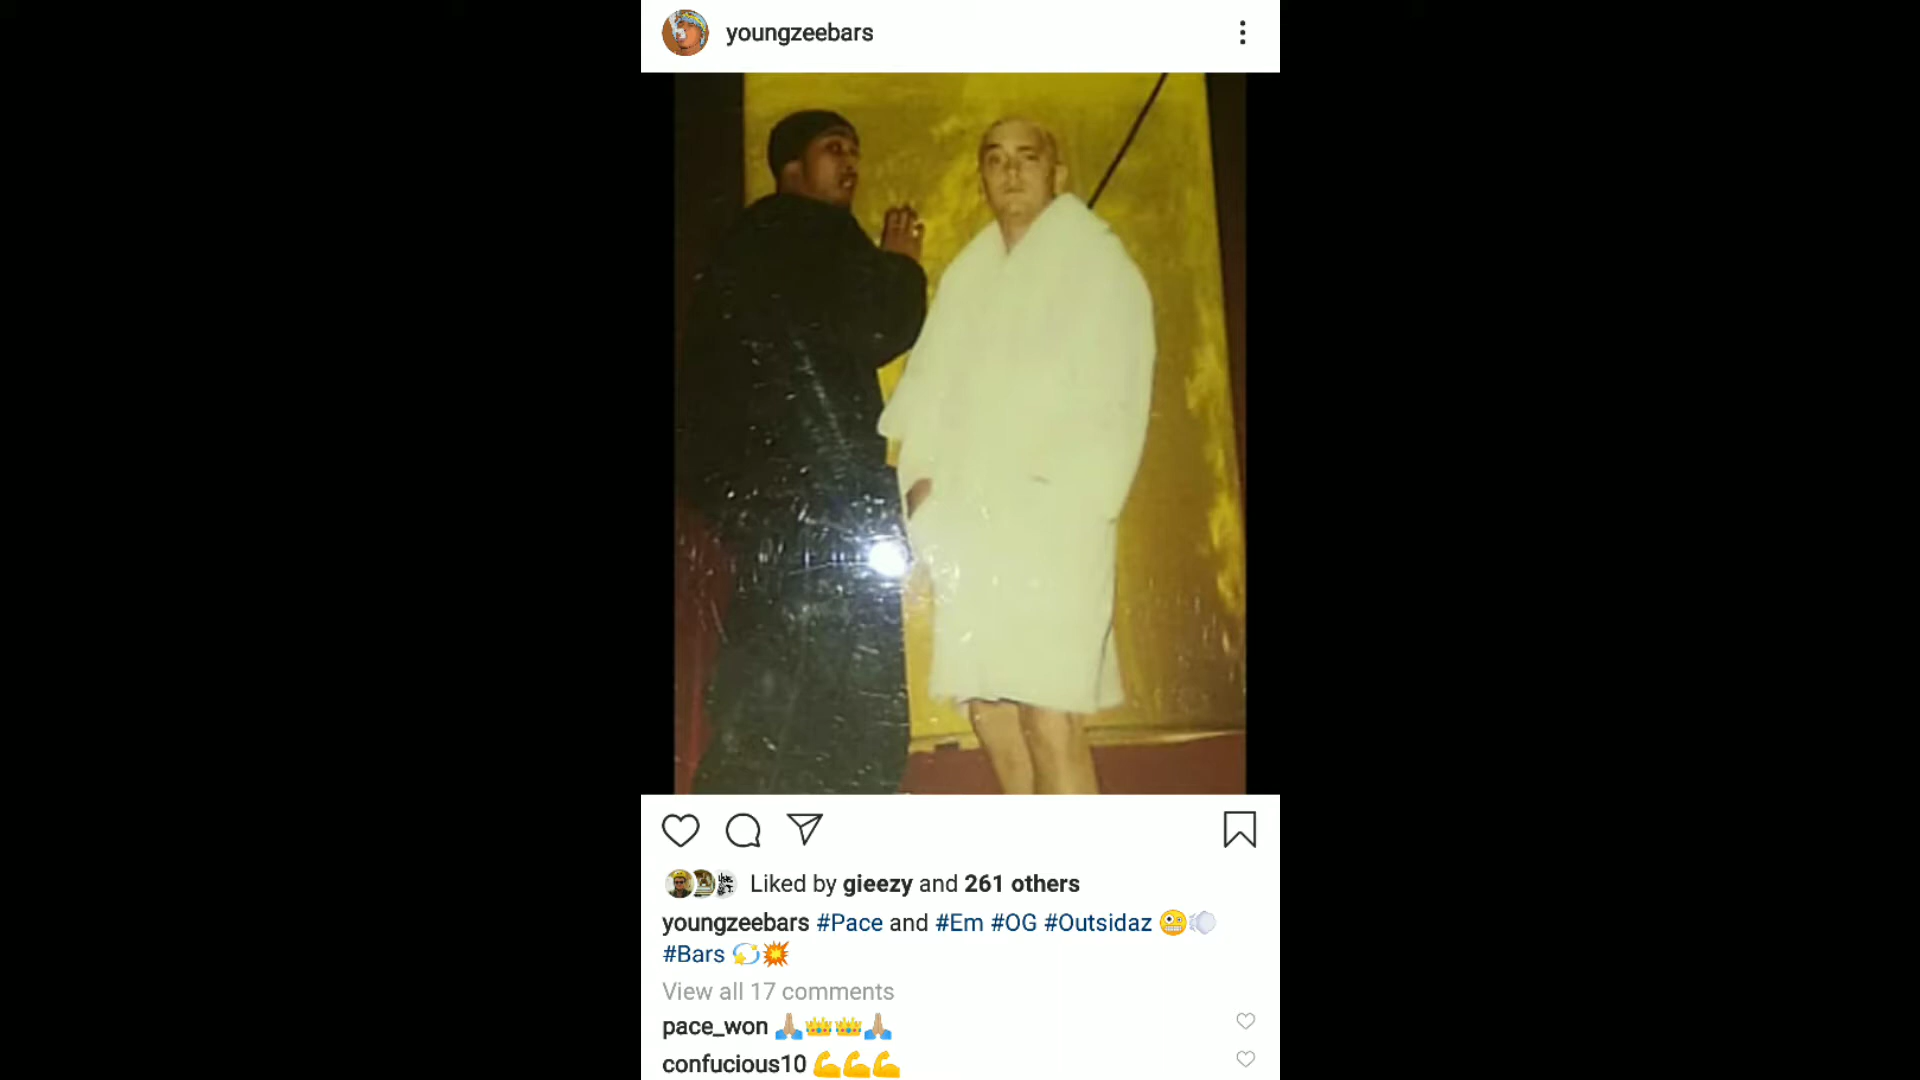 youngzeebars
Liked by gieezy and 261 others
youngzeebars #Pace and #Em #OG #Outsidaz 😬💨
#Bars 💫💥
View all 17 comments
pace_won 🙏🏽👑👑🙏🏽
confucious10 💪💪💪